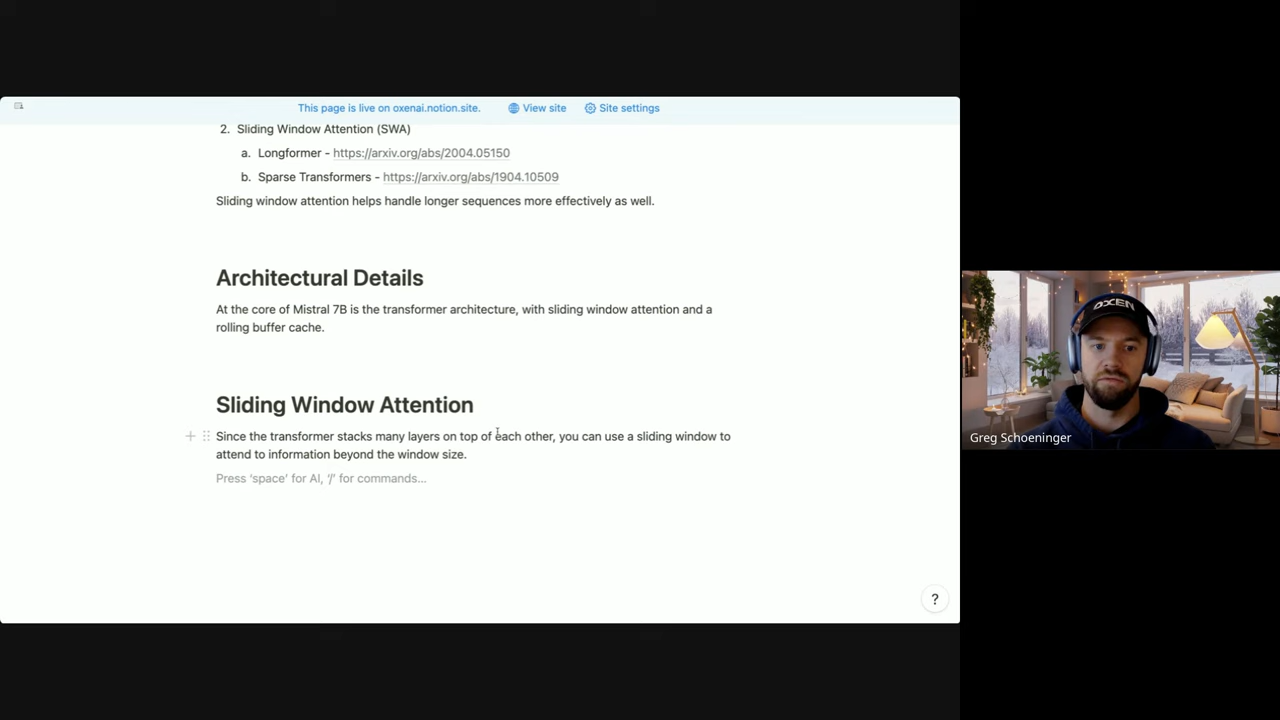 This page is live on oxenai.notion.site. View site Site settings
2. Sliding Window Attention (SWA)
a. Longformer - https://arxiv.org/abs/2004.05150
b. Sparse Transformers - https://arxiv.org/abs/1904.10509
Sliding window attention helps handle longer sequences more effectively as well.
Architectural Details
At the core of Mistral 7B is the transformer architecture, with sliding window attention and a
rolling buffer cache.
Sliding Window Attention
Since the transformer stacks many layers on top of each other, you can use a sliding window to
attend to information beyond the window size.
Press ‘space’ for AI, ‘/’ for commands...
?
OXEN
Greg Schoeninger